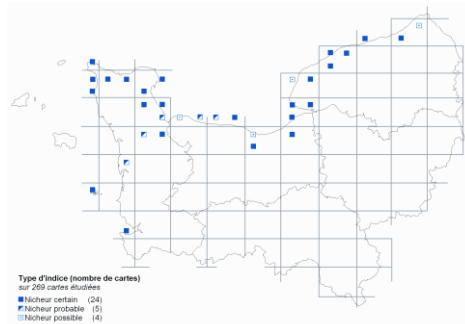 Type d'indice (nombre de cartes)
sur 269 cartes étudiées
Nicheur certain (24)
Nicheur probable (5)
Nicheur possible (4)